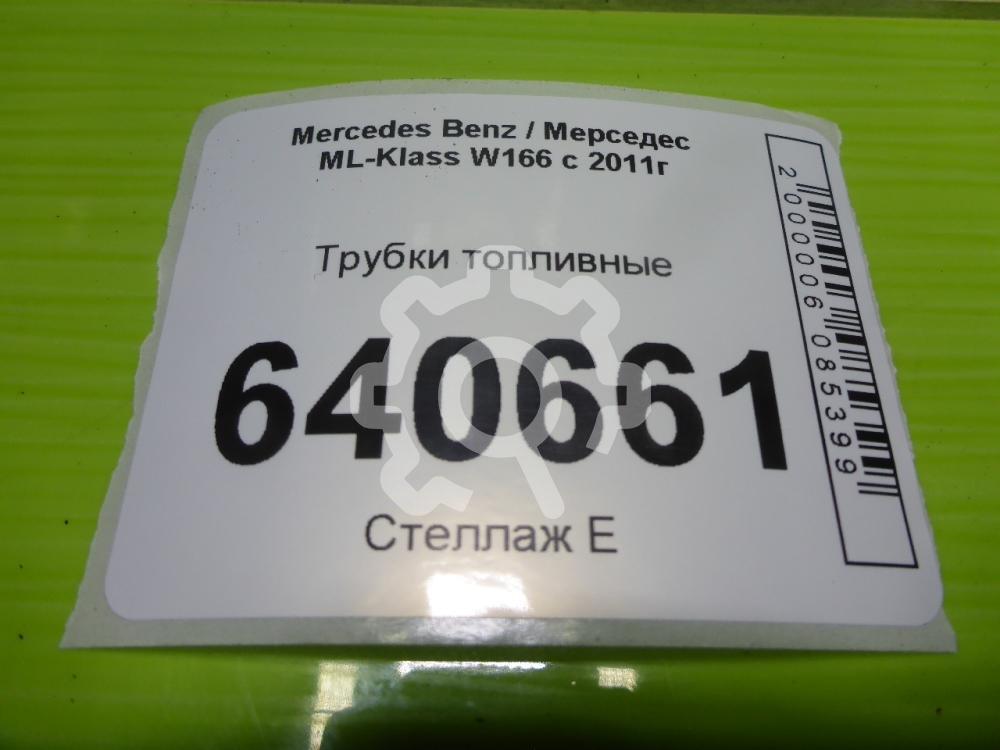 Mercedes Benz / Мерседес
ML-Klass W166 с 2011г
Трубки топливные
640661
Стеллаж Е
2000006085399